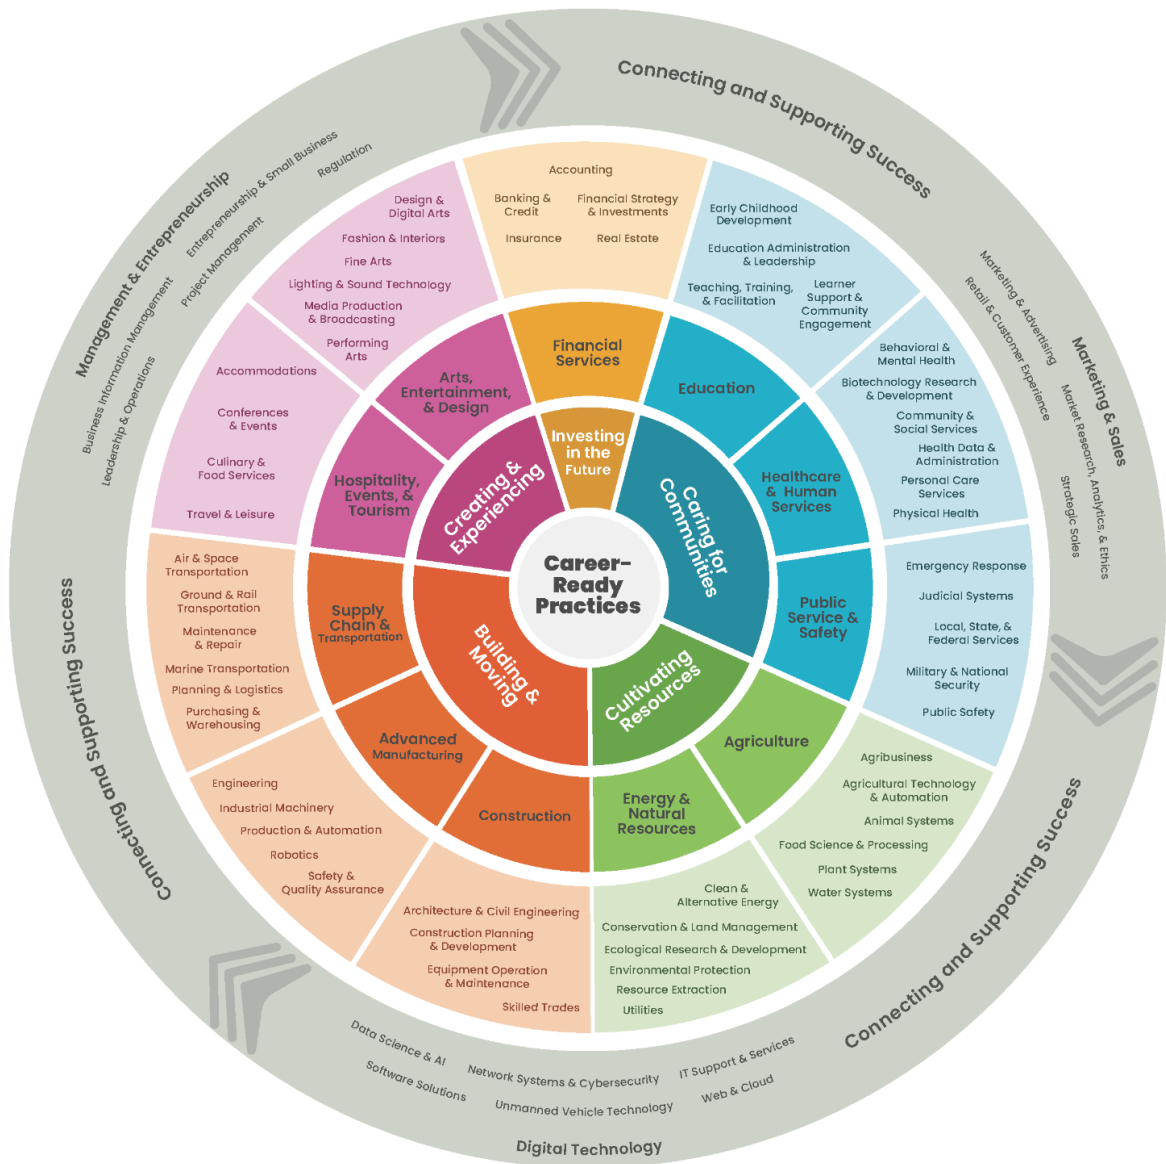 Connecting and Supporting Success
Management & Entrepreneurship
Entrepreneurship & Small Business
Regulation
Project Management
Business Information Management
Leadership & Operations
Marketing & Sales
Marketing & Advertising
Retail & Customer Experience
Market Research, Analytics, & Ethics
Strategic Sales
Connecting and Supporting Success
Digital Technology
Data Science & AI
Network Systems & Cybersecurity
IT Support & Services
Software Solutions
Unmanned Vehicle Technology
Web & Cloud
Connecting and Supporting Success
Career-
Ready
Practices
Investing
in the
Future
Financial
Services
Accounting
Banking &
Credit
Financial Strategy
& Investments
Insurance
Real Estate
Caring for
Communities
Education
Early Childhood
Development
Education Administration
& Leadership
Teaching, Training,
& Facilitation
Learner
Support &
Community
Engagement
Healthcare
& Human
Services
Behavioral &
Mental Health
Biotechnology Research
& Development
Community &
Social Services
Health Data &
Administration
Personal Care
Services
Physical Health
Public
Service &
Safety
Emergency Response
Judicial Systems
Local, State, &
Federal Services
Military & National
Security
Public Safety
Cultivating
Resources
Agriculture
Agribusiness
Agricultural Technology
& Automation
Animal Systems
Food Science & Processing
Plant Systems
Water Systems
Energy &
Natural
Resources
Clean &
Alternative Energy
Conservation & Land Management
Ecological Research & Development
Environmental Protection
Resource Extraction
Utilities
Building &
Moving
Construction
Architecture & Civil Engineering
Construction Planning
& Development
Equipment Operation
& Maintenance
Skilled Trades
Advanced
Manufacturing
Engineering
Industrial Machinery
Production & Automation
Robotics
Safety &
Quality Assurance
Supply
Chain &
Transportation
Air & Space
Transportation
Ground & Rail
Transportation
Maintenance
& Repair
Marine Transportation
Planning & Logistics
Purchasing &
Warehousing
Creating &
Experiencing
Hospitality,
Events, &
Tourism
Accommodations
Conferences
& Events
Culinary &
Food Services
Travel & Leisure
Arts,
Entertainment,
& Design
Design &
Digital Arts
Fashion & Interiors
Fine Arts
Lighting & Sound Technology
Media Production
& Broadcasting
Performing
Arts